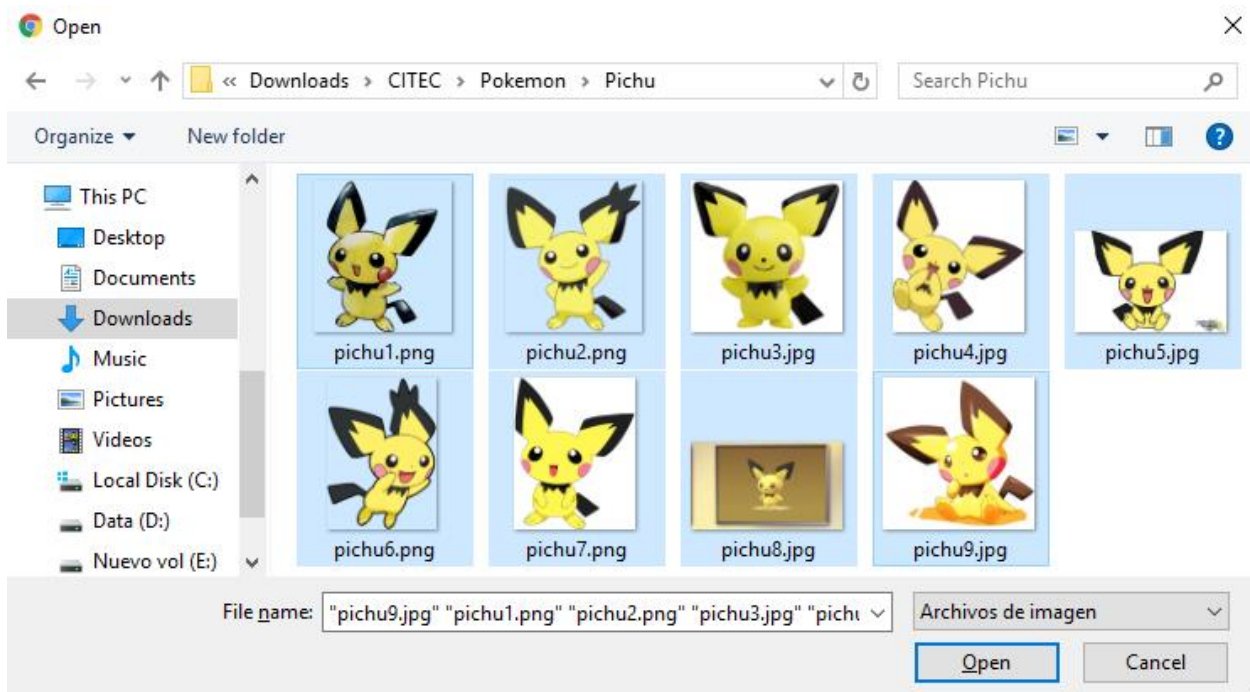 Open
« Downloads > CITEC > Pokemon > Pichu
Search Pichu
Organize
New folder
This PC
Desktop
Documents
Downloads
Music
Pictures
Videos
Local Disk (C:)
Data (D:)
Nuevo vol (E:)
pichu1.png pichu2.png pichu3.jpg pichu4.jpg pichu5.jpg
pichu6.png pichu7.png pichu8.jpg pichu9.jpg
File name: "pichu9.jpg" "pichu1.png" "pichu2.png" "pichu3.jpg" "pichu
Archivos de imagen
Open Cancel